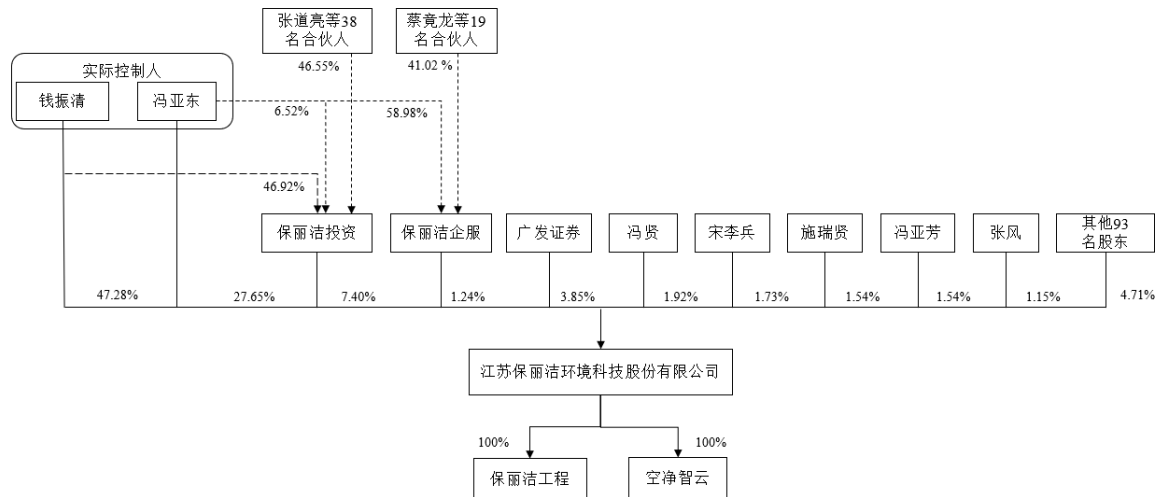 张道亮等38
名合伙人
蔡竟龙等19
名合伙人
实际控制人
46.55%
41.02 %
钱振清
冯亚东
6.52%
58.98%
46.92%
保丽洁投资
保丽洁企服
广发证券
冯贤
宋李兵
施瑞贤
冯亚芳
张风
其他93
名股东
47.28%
27.65%
7.40%
1.24%
3.85%
1.92%
1.73%
1.54%
1.54%
1.15%
4.71%
江苏保丽洁环境科技股份有限公司
100%
100%
保丽洁工程
空净智云